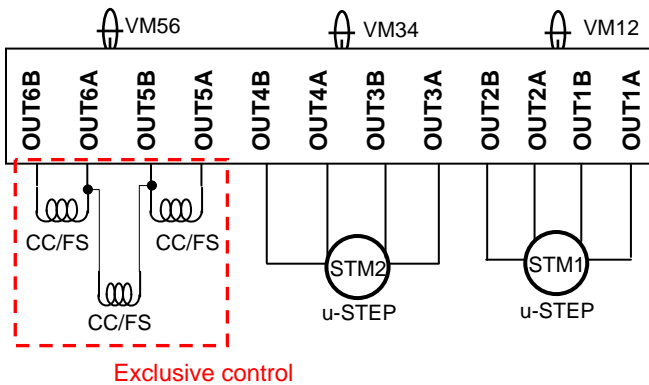 VM56 VM34 VM12
OUT6B OUT6A OUT5B OUT5A OUT4B OUT4A OUT3B OUT3A OUT2B OUT2A OUT1B OUT1A
CC/FS CC/FS STM2 STM1
CC/FS u-STEP u-STEP
Exclusive control